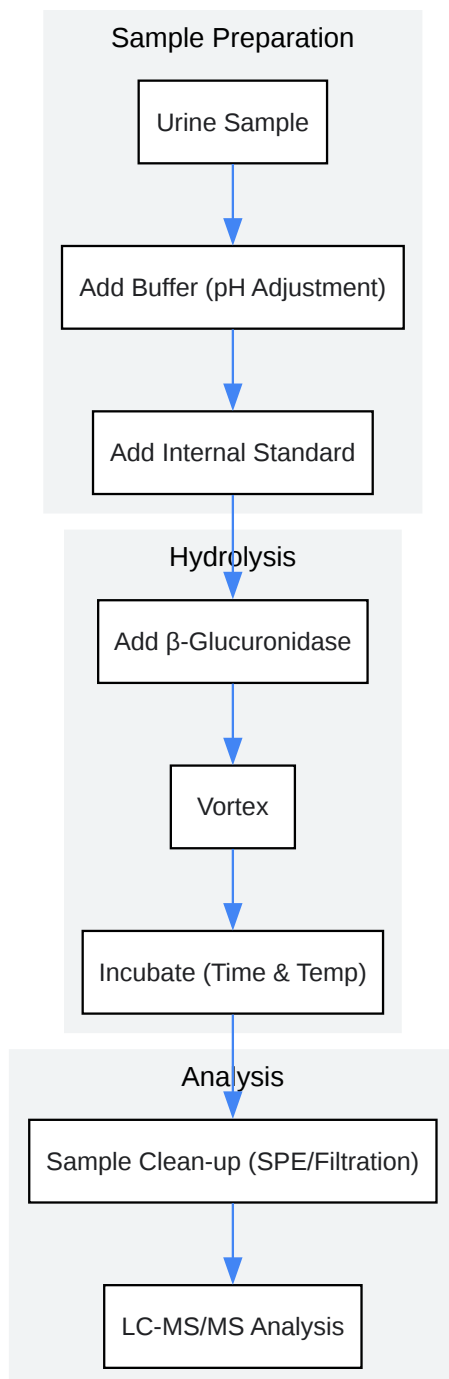 Sample Preparation
Urine Sample
Add Buffer (pH Adjustment)
Add Internal Standard
Hydrolysis
Add β-Glucuronidase
Vortex
Incubate (Time & Temp)
Analysis
Sample Clean-up (SPE/Filtration)
LC-MS/MS Analysis